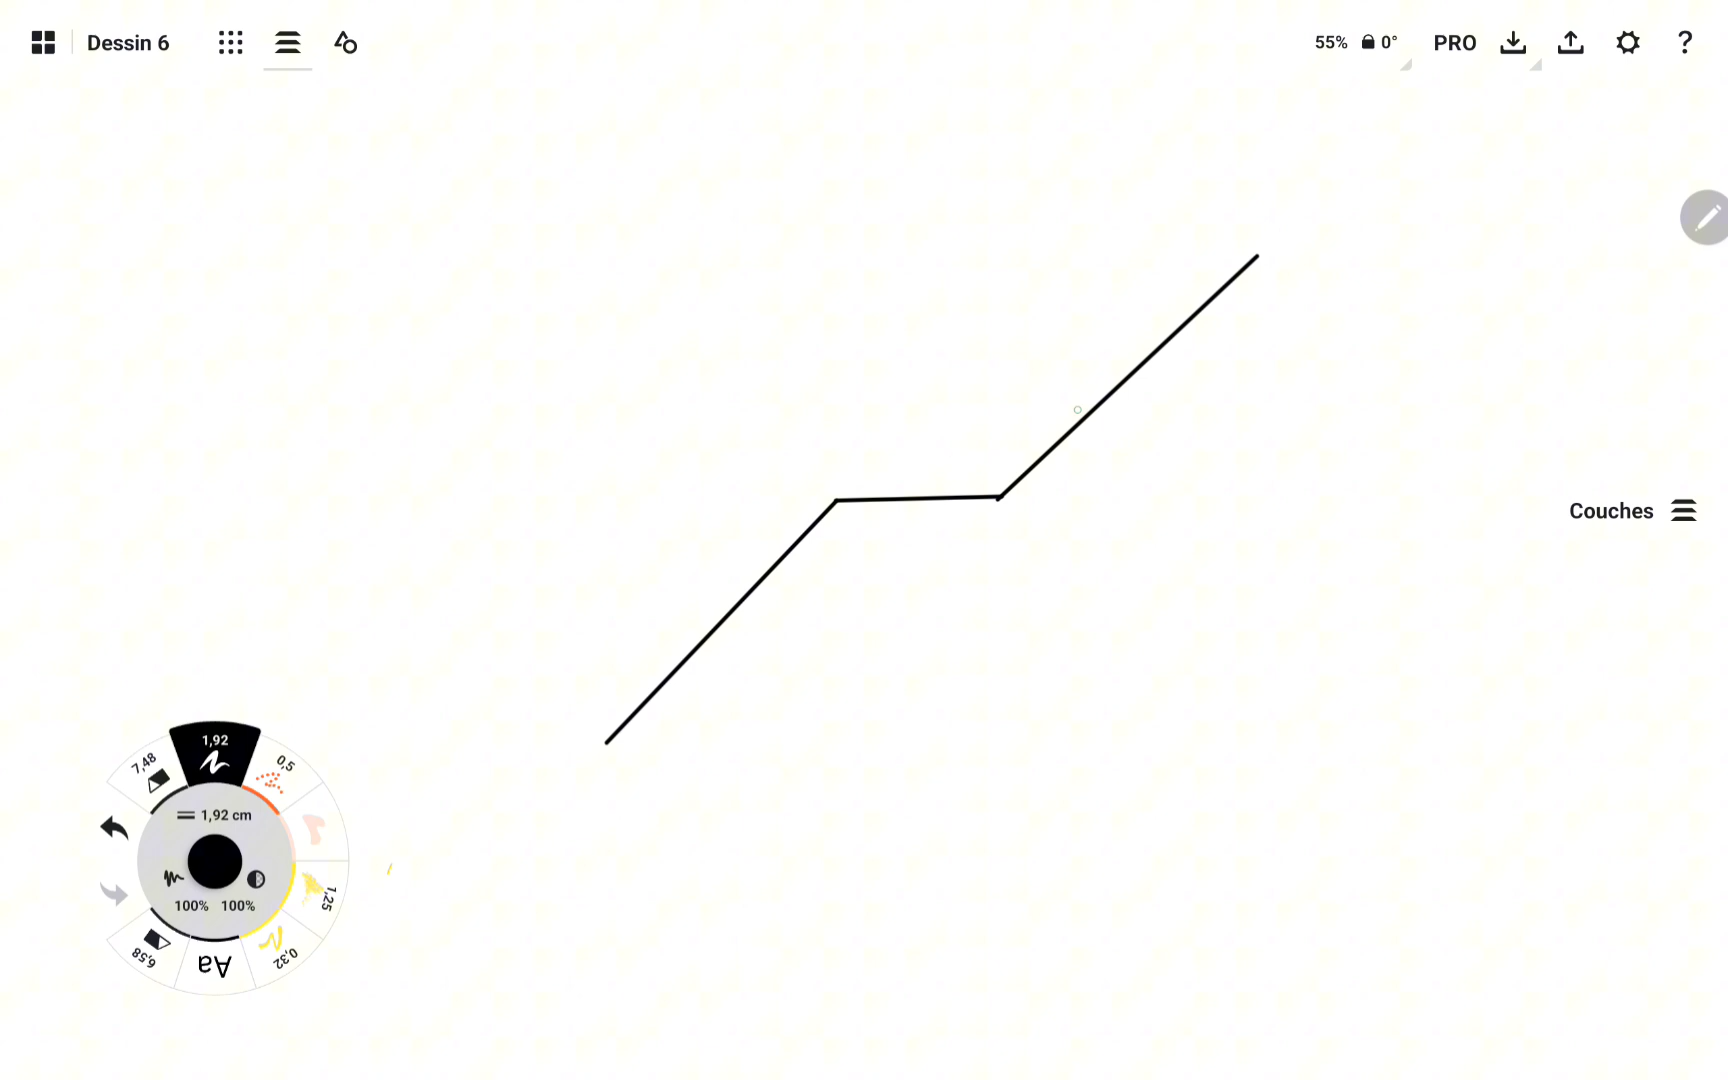 Dessin 6
55% 0° PRO ?
Couches
1,92
7,48
0,5
1,92 cm
1,25
100% 100%
0,32
6,58
Aa